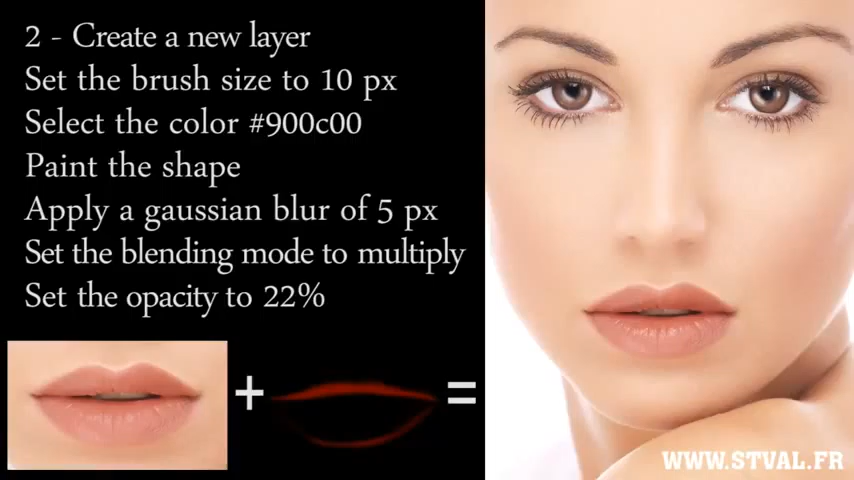 2 - Create a new layer
Set the brush size to 10 px
Select the color #900c00
Paint the shape
Apply a gaussian blur of 5 px
Set the blending mode to multiply
Set the opacity to 22%
+ =
WWW.STVAL.FR